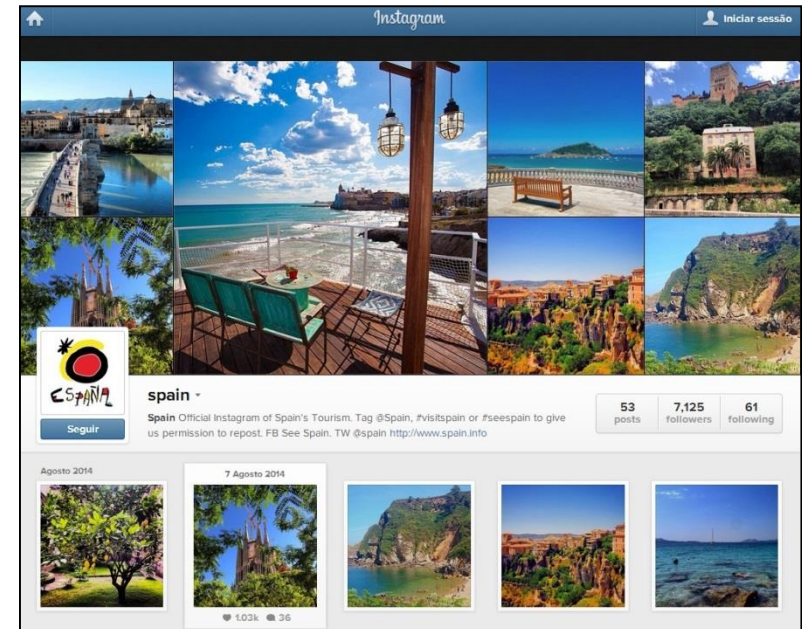 Instagram
Iniciar sessão
ESPAÑA
Seguir
spain
Spain Official Instagram of Spain's Tourism. Tag @Spain, #visitspain or #seespain to give
us permission to repost. FB See Spain. TW @spain http://www.spain.info
53 7,125 61
posts followers following
Agosto 2014
7 Agosto 2014
1.03k 36